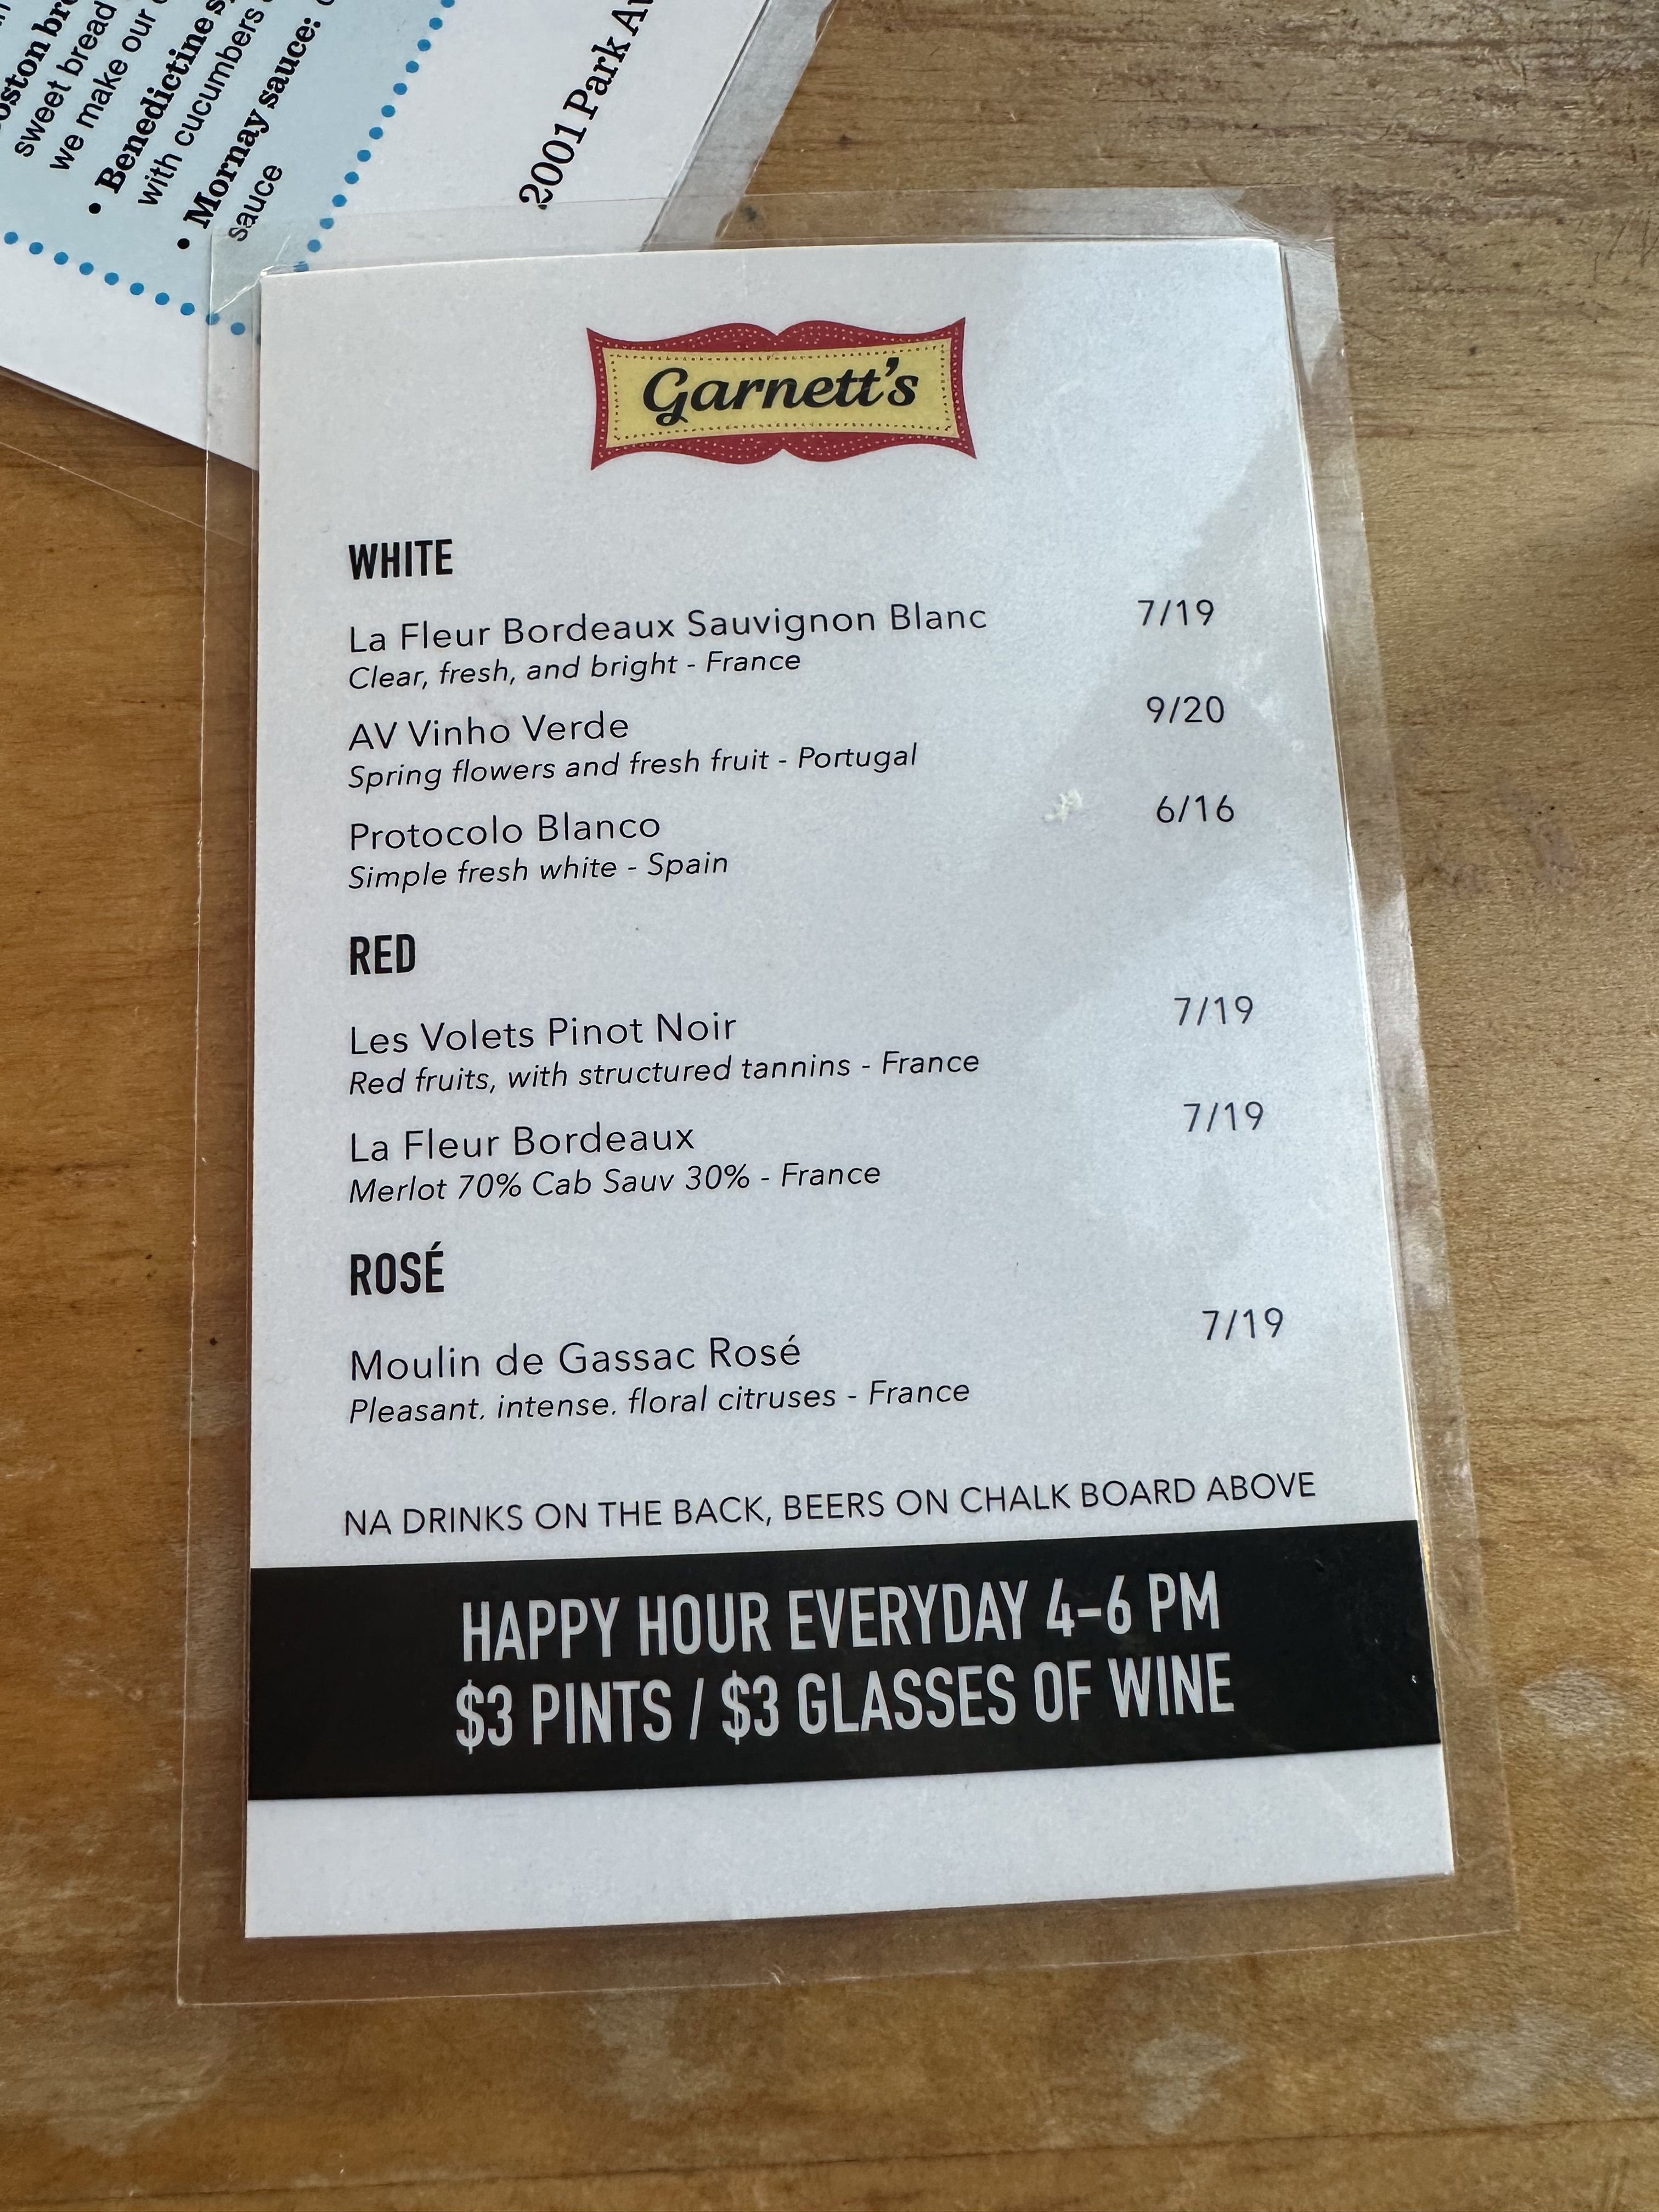 oston br
sweet bread
we make our
• Benedictine s
with cucumbers
• Mornay sauce:
sauce
2001 Park Av
Garnett's
WHITE
La Fleur Bordeaux Sauvignon Blanc 7/19
Clear, fresh, and bright - France
AV Vinho Verde 9/20
Spring flowers and fresh fruit - Portugal
Protocolo Blanco 6/16
Simple fresh white - Spain
RED
Les Volets Pinot Noir 7/19
Red fruits, with structured tannins - France
La Fleur Bordeaux 7/19
Merlot 70% Cab Sauv 30% - France
ROSÉ
Moulin de Gassac Rosé 7/19
Pleasant. intense. floral citruses - France
NA DRINKS ON THE BACK, BEERS ON CHALK BOARD ABOVE
HAPPY HOUR EVERYDAY 4-6 PM
$3 PINTS / $3 GLASSES OF WINE